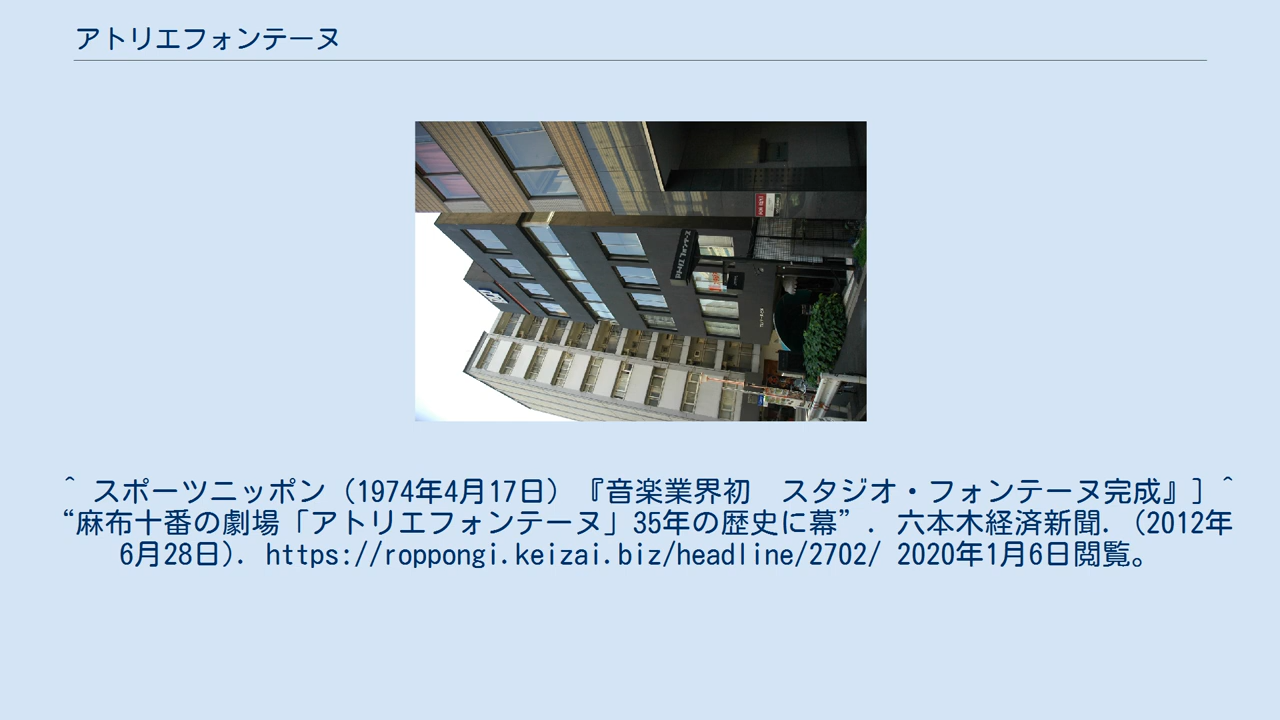 アトリエフォンテーヌ
^ スポーツニッポン（1974年4月17日）『音楽業界初　スタジオ・フォンテーヌ完成』］ ^
“麻布十番の劇場「アトリエフォンテーヌ」35年の歴史に幕”. 六本木経済新聞. (2012年
6月28日). https://roppongi.keizai.biz/headline/2702/ 2020年1月6日閲覧。